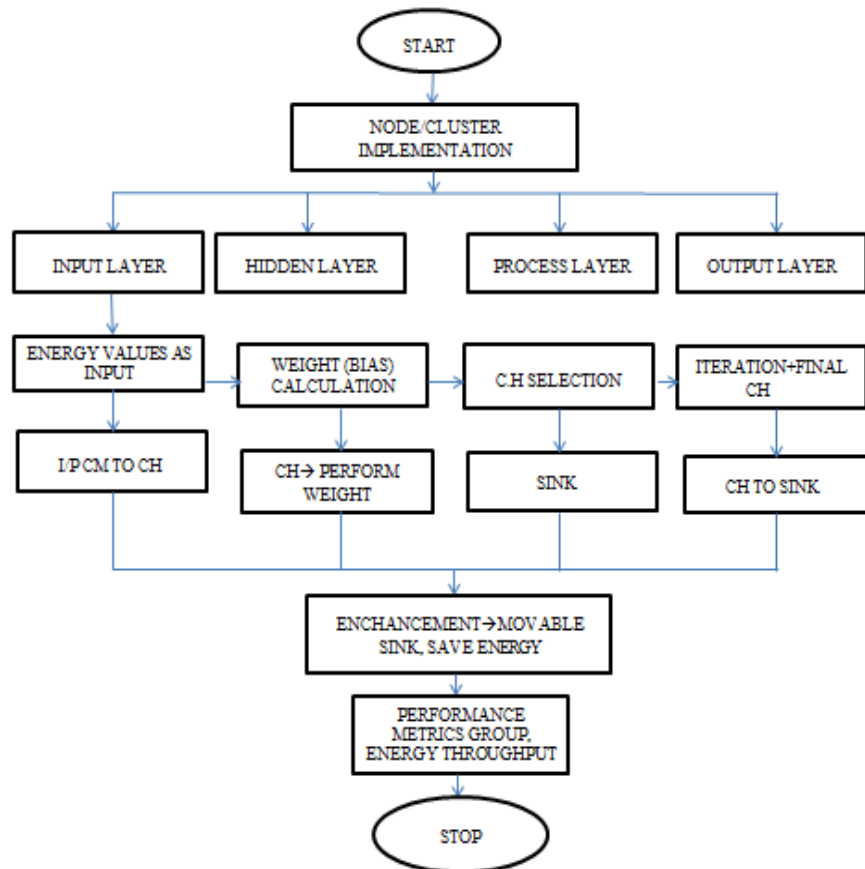 START
NODE/CLUSTER
IMPLEMENTATION
INPUT LAYER
HIDDEN LAYER
PROCESS LAYER
OUTPUT LAYER
ENERGY VALUES AS
INPUT
WEIGHT (BIAS)
CALCULATION
C.H SELECTION
ITERATION+FINAL
CH
I/P CM TO CH
CH→ PERFORM
WEIGHT
SINK
CH TO SINK
ENCHANCEMENT→MOVABLE
SINK, SAVE ENERGY
PERFORMANCE
METRICS GROUP,
ENERGY THROUGHPUT
STOP